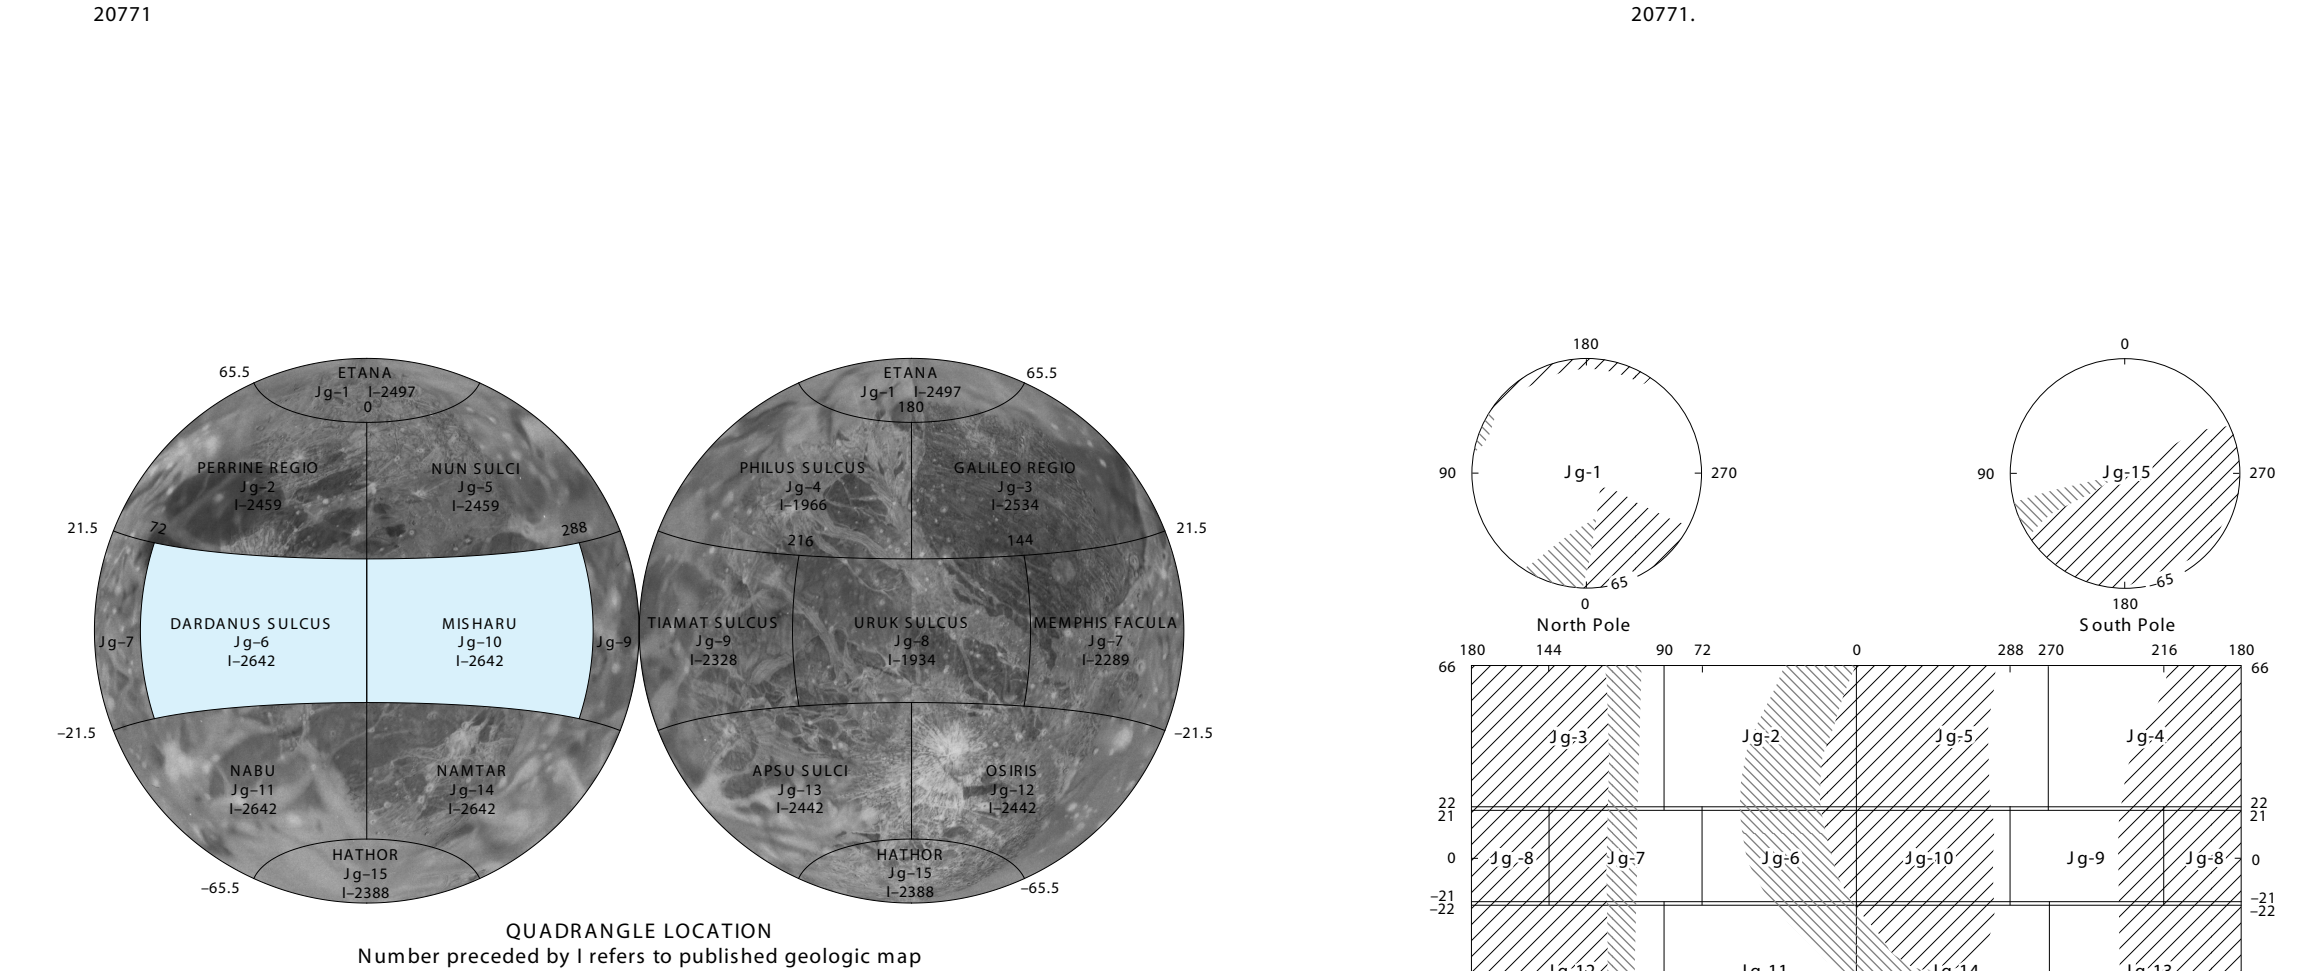 20771
20771.
65.5
ETANA
Jg–1 I–2497
0
PERRINE REGIO
Jg–2
I–2459
NUN SULCI
Jg–5
I–2459
21.5
72
288
DARDANUS SULCUS
Jg–6
I–2642
MISHARU
Jg–10
I–2642
Jg–7
Jg–9
–21.5
NABU
Jg–11
I–2642
NAMTAR
Jg–14
I–2642
HATHOR
Jg–15
I–2388
–65.5
ETANA
Jg–1 I–2497
180
65.5
PHILUS SULCUS
Jg–4
I–1966
GALILEO REGIO
Jg–3
I–2534
21.5
216
144
TIAMAT SULCUS
Jg–9
I–2328
URUK SULCUS
Jg–8
I–1934
MEMPHIS FACULA
Jg–7
I–2289
–21.5
APSU SULCI
Jg–13
I–2442
OSIRIS
Jg–12
I–2442
HATHOR
Jg–15
I–2388
–65.5
QUADRANGLE LOCATION
Number preceded by I refers to published geologic map
180
90
Jg-1
270
65
0
North Pole
0
90
Jg-15
270
65
180
South Pole
180 144 90 72 0 288 270 216 180
66 66
Jg-3 Jg-2 Jg-5 Jg-4
22 22
21 21
0 Jg-8 Jg-7 Jg-6 Jg-10 Jg-9 Jg-8 0
–21 –21
–22 –22
Jg-12 Jg-11 Jg-14 Jg-13